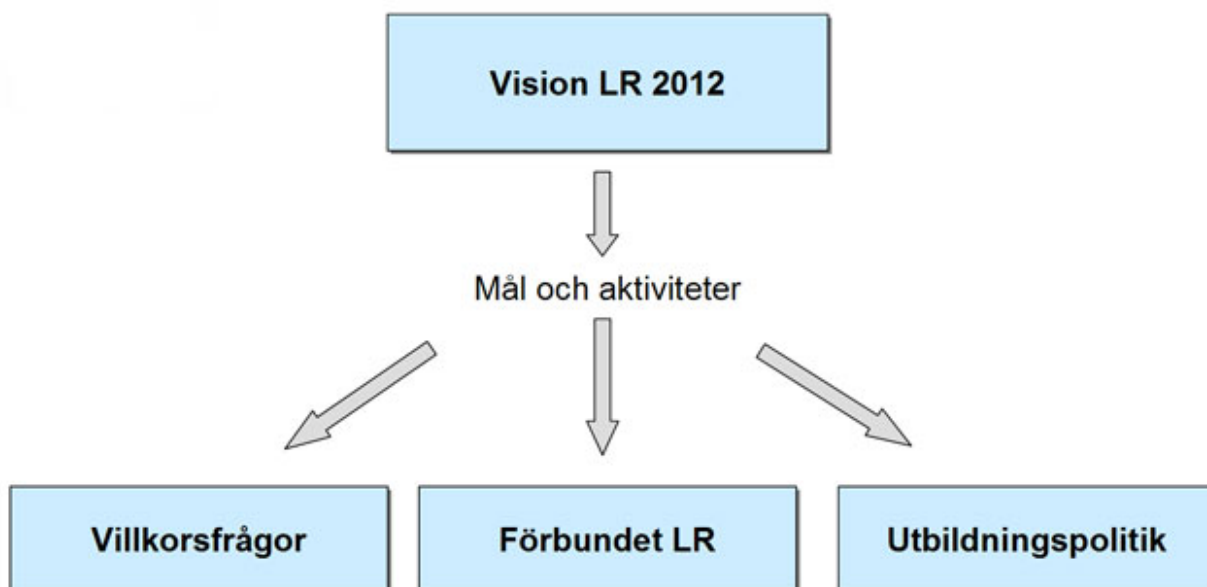 Vision LR 2012
Mål och aktiviteter
Villkorsfrågor
Förbundet LR
Utbildningspolitik